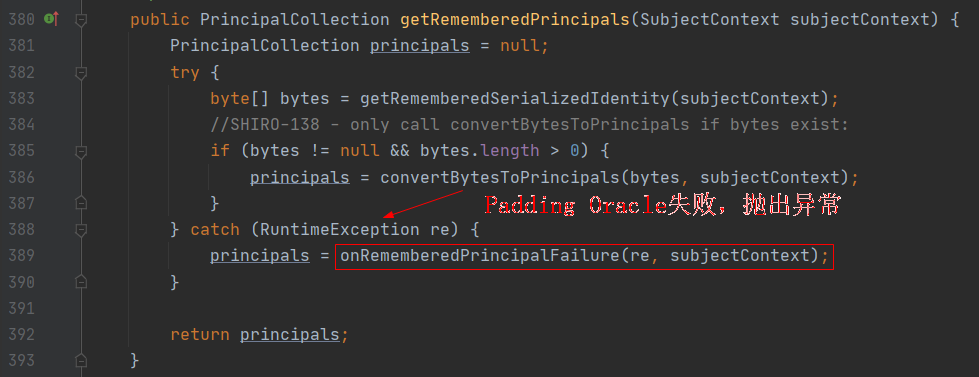 380 public PrincipalCollection getRememberedPrincipals(SubjectContext subjectContext) {
381 PrincipalCollection principals = null;
382 try {
383 byte[] bytes = getRememberedSerializedIdentity(subjectContext);
384 //SHIRO-138 - only call convertBytesToPrincipals if bytes exist:
385 if (bytes != null && bytes.length > 0) {
386 principals = convertBytesToPrincipals(bytes, subjectContext);
387 }
Padding Oracle失败，抛出异常
388 } catch (RuntimeException re) {
389 principals = onRememberedPrincipalFailure(re, subjectContext);
390 }
391
392 return principals;
393 }